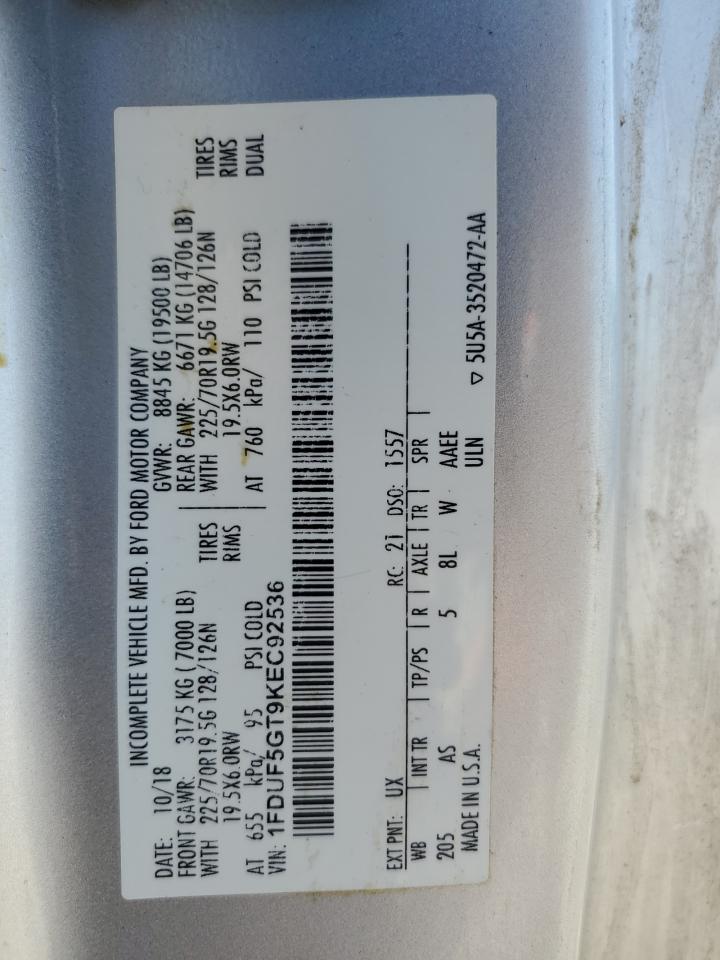 INCOMPLETE VEHICLE MFD. BY FORD MOTOR COMPANY
DATE: 10/18 GVWR: 8845 KG (19500 LB)
FRONT GAWR: 3175 KG ( 7000 LB) REAR GAWR: 6671 KG (14706 LB)
WITH 225/70R19.5G 128/126N TIRES WITH 225/70R19.5G 128/126N TIRES
19.5X6.0RW RIMS 19.5X6.0RW RIMS
AT 655 kPa/ 95 PSI COLD AT 760 kPa/ 110 PSI COLD DUAL
VIN: 1FDUF5GT9KEC92536
EXT PNT: UX RC: 21 DSO: 1557
WB INT TR TP/PS R AXLE TR SPR
205 AS 5 8L W AAEE
MADE IN U.S.A. ULN ▽ 5U5A-3520472-AA